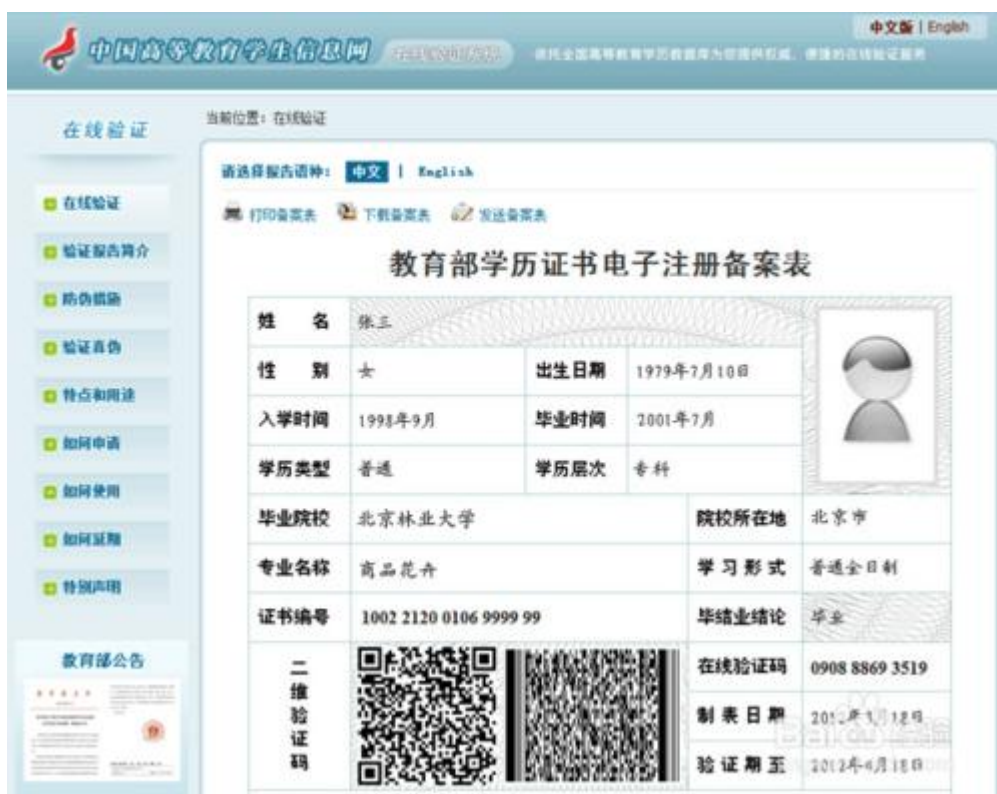 中文版 | English
中国高等教育学生信息网
当前位置：在线验证
在线验证
请选择报告语种： 中文 | English
在线验证
打印备案表 下载备案表 发送备案表
验证报告简介
教育部学历证书电子注册备案表
防伪措施
姓 名 张三
验证真伪
性 别 女 出生日期 1979年7月10日
特点和用途
入学时间 1998年9月 毕业时间 2001年7月
如何申请
学历类型 普通 学历层次 专科
如何使用
毕业院校 北京林业大学 院校所在地 北京市
如何延期
专业名称 商品花卉 学习形式 普通全日制
特别声明
证书编号 1002 2120 0106 9999 99 毕结业结论 毕业
教育部公告
二维验证码 在线验证码 0908 8869 3519
制表日期
验证期至 2012年6月18日